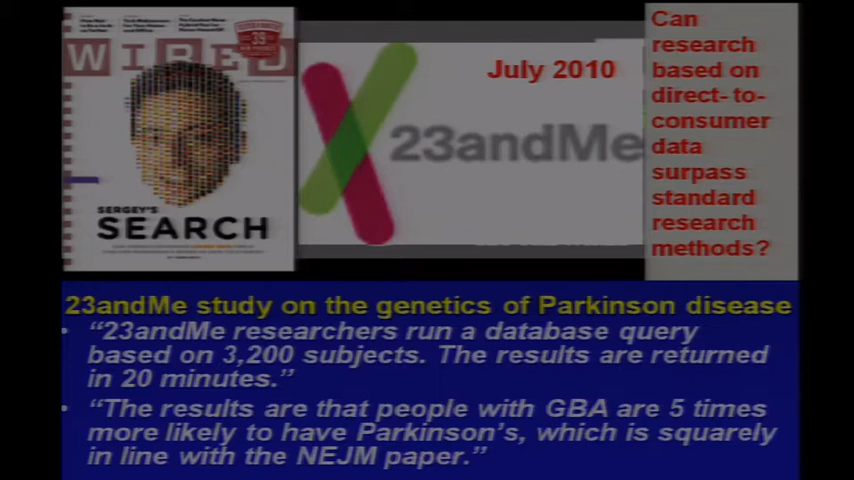 WIRED
SERGEY'S
SEARCH
July 2010
23andMe
Can
research
based on
direct- to-
consumer
data
surpass
standard
research
methods?
23andMe study on the genetics of Parkinson disease
• “23andMe researchers run a database query
based on 3,200 subjects. The results are returned
in 20 minutes.”
• “The results are that people with GBA are 5 times
more likely to have Parkinson’s, which is squarely
in line with the NEJM paper.”